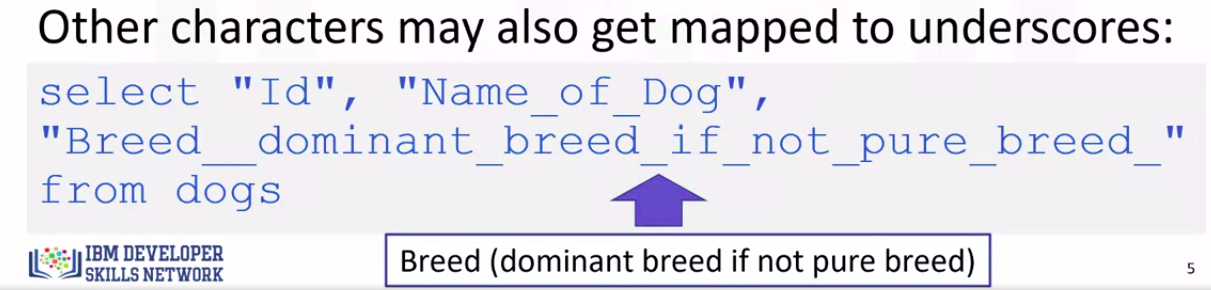 Other characters may also get mapped to underscores:
select "Id", "Name_of_Dog",
"Breed__dominant_breed_if_not_pure_breed_"
from dogs
IBM DEVELOPER
SKILLS NETWORK
Breed (dominant breed if not pure breed)
5